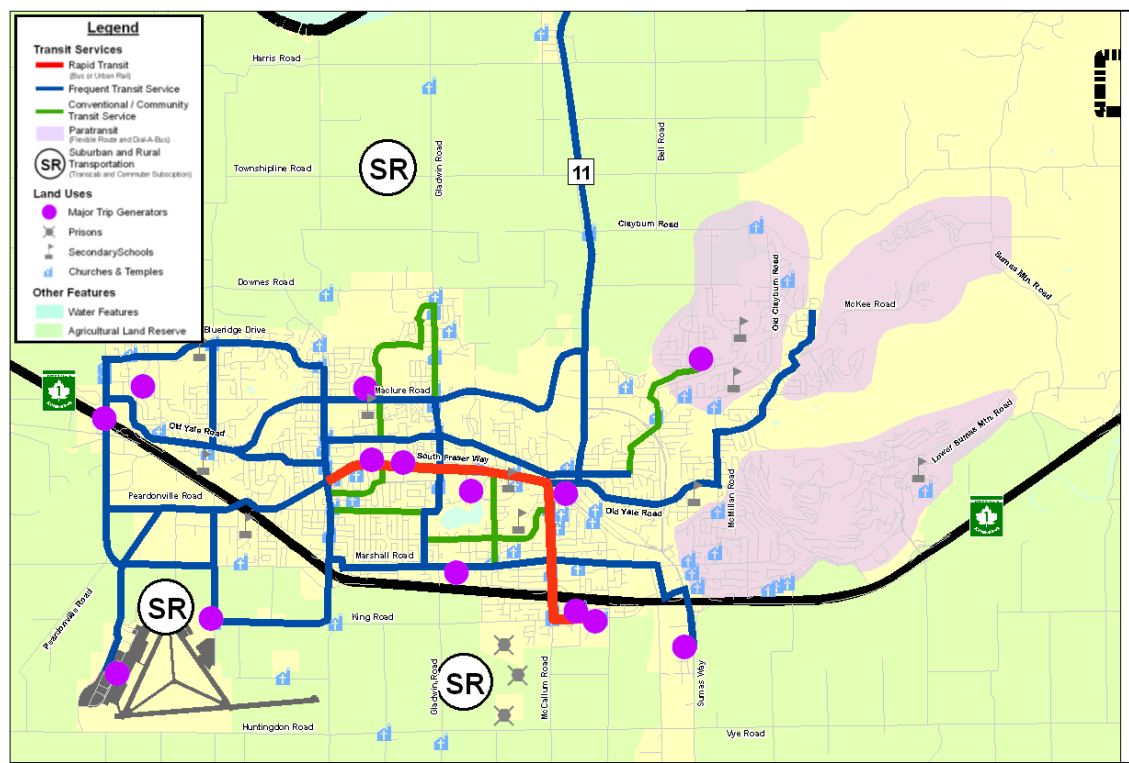 Legend
Transit Services
Rapid Transit
(Bus or Urban Rail)
Frequent Transit Service
Conventional / Community
Transit Service
Paratransit
(Flexible Route and Dial-A-Bus)
SR
Suburban and Rural
Transportation
(Transcab and Commuter Subsciption)
Land Uses
Major Trip Generators
Prisons
SecondarySchools
Churches & Temples
Other Features
Water Features
Agricultural Land Reserve
Harris Road
Townshipline Road
SR
Gladwin Road
11
Bell Road
Clayburn Road
Old Clayburn Road
Sumas Mtn. Road
McKee Road
Downes Road
Blueridge Drive
1
Maclure Road
Old Yale Road
South Fraser Way
Lower Sumas Mtn. Road
Peardonville Road
Old Yale Road
McMillan Road
1
Marshall Road
Peardonville Road
SR
King Road
SR
Gladwin Road
McCallum Road
Sumas Way
Huntingdon Road
Vye Road